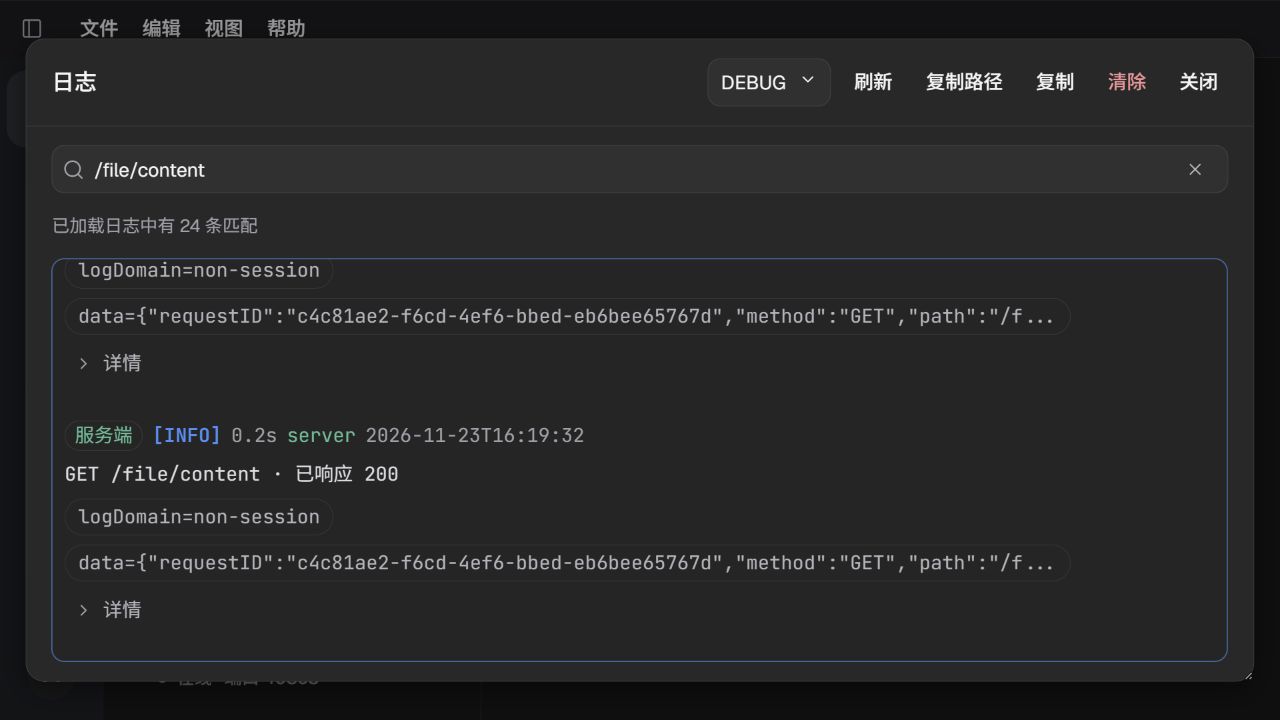 文件 编辑 视图 帮助
日志 DEBUG 刷新 复制路径 复制 清除 关闭
/file/content
已加载日志中有 24 条匹配
logDomain=non-session
data={"requestID":"c4c81ae2-f6cd-4ef6-bbed-eb6bee65767d","method":"GET","path":"/f...
详情
服务端 [INFO] 0.2s server 2026-11-23T16:19:32
GET /file/content · 已响应 200
logDomain=non-session
data={"requestID":"c4c81ae2-f6cd-4ef6-bbed-eb6bee65767d","method":"GET","path":"/f...
详情